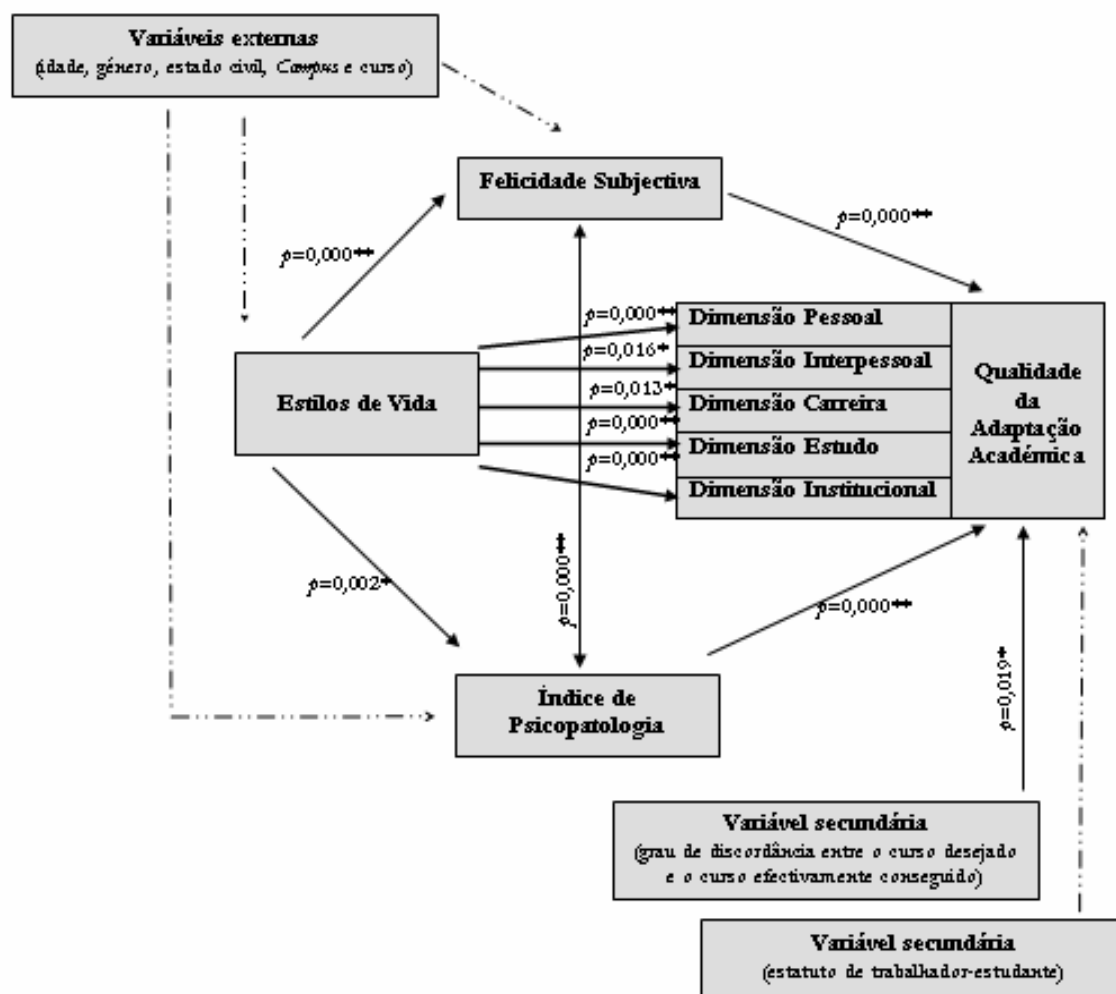 Variáveis externas
(idade, género, estado civil, Campus e curso)
Felicidade Subjectiva
p=0,000**
p=0,000**
p=0,000**
Dimensão Pessoal
p=0,016*
Dimensão Interpessoal
p=0,013*
Dimensão Carreira
p=0,000**
Dimensão Estudo
p=0,000**
Dimensão Institucional
Qualidade
da
Adaptação
Académica
Estilos de Vida
p=0,002*
p=0,000**
p=0,000**
p=0,019*
Índice de
Psicopatologia
Variável secundária
(grau de discordância entre o curso desejado
e o curso efectivamente conseguido)
Variável secundária
(estatuto de trabalhador-estudante)